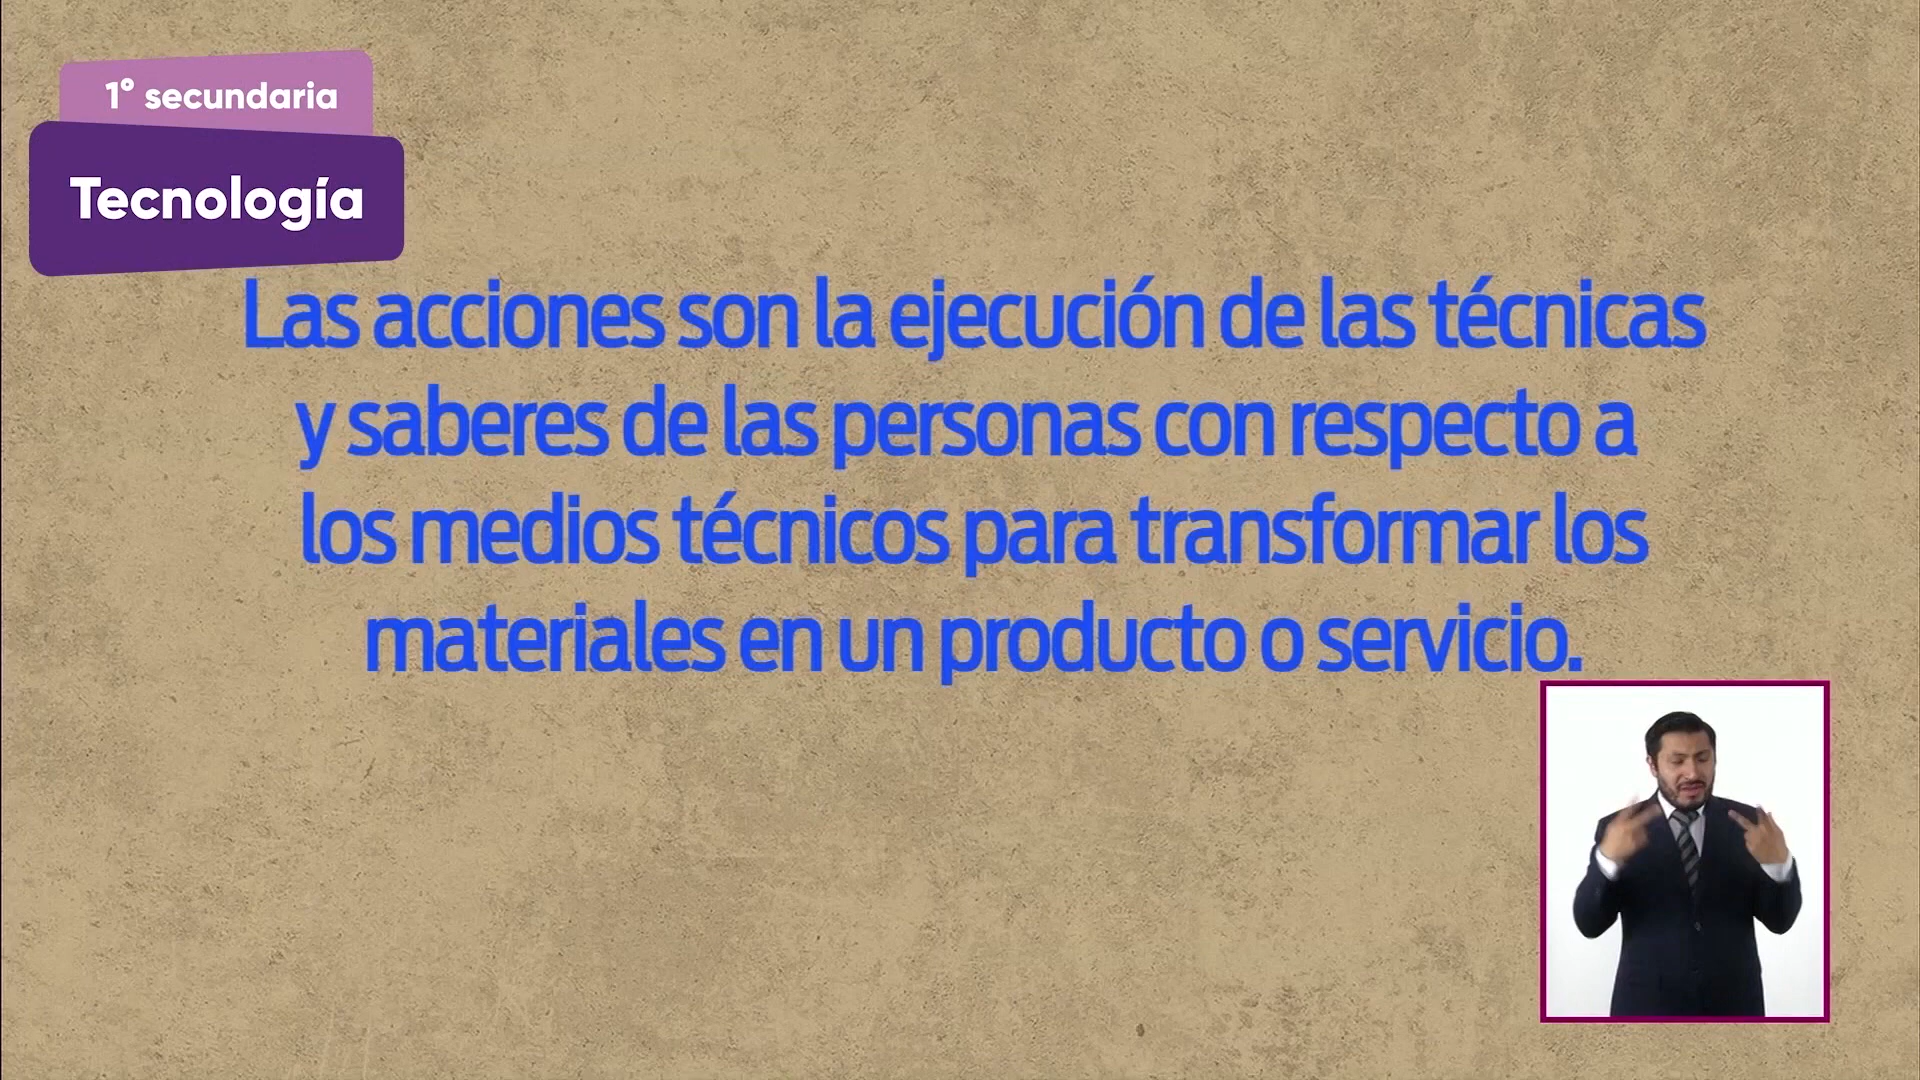 1° secundaria
Tecnología
Las acciones son la ejecución de las técnicas
y saberes de las personas con respecto a
los medios técnicos para transformar los
materiales en un producto o servicio.